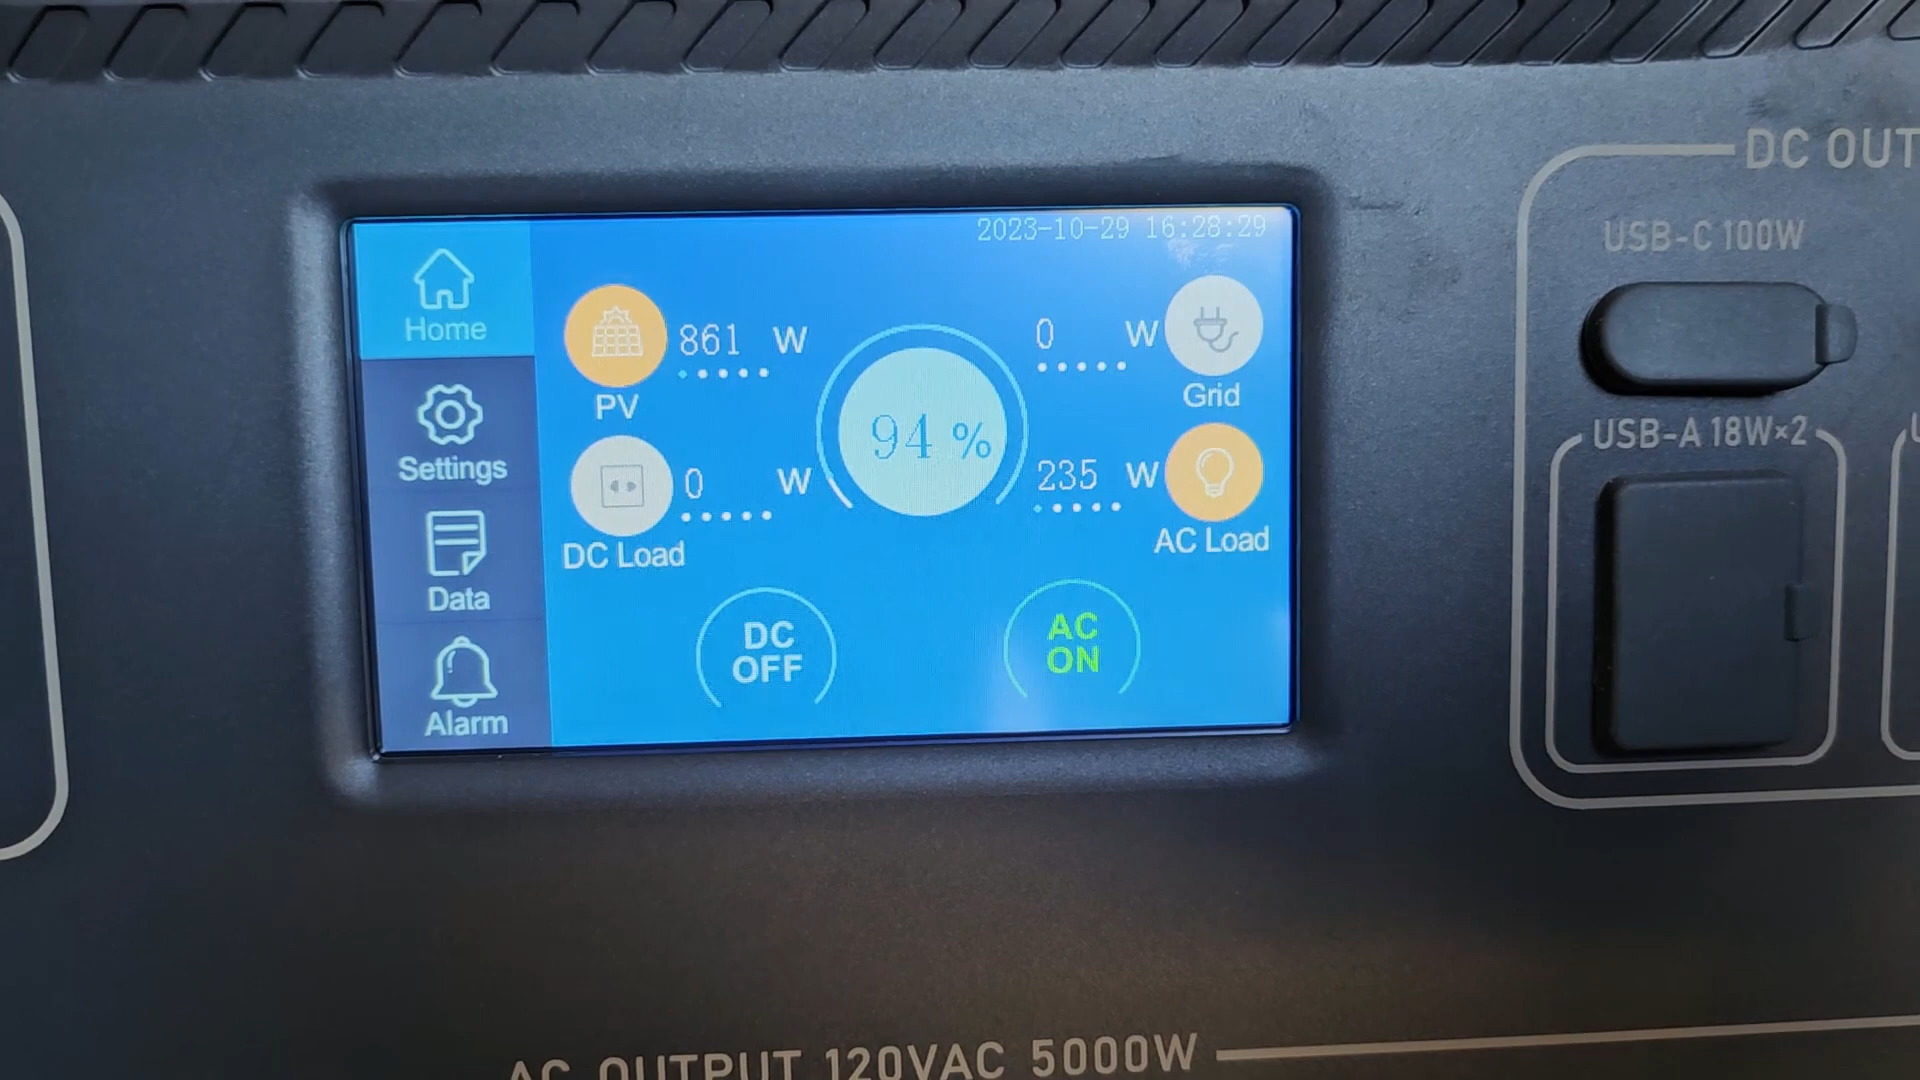 2023-10-29 16:28:29
Home
Settings
Data
Alarm
861 W
PV
0 W
DC Load
94 %
0 W
Grid
235 W
AC Load
DC
OFF
AC
ON
DC OUT
USB-C 100W
USB-A 18W×2
AC OUTPUT 120VAC 5000W